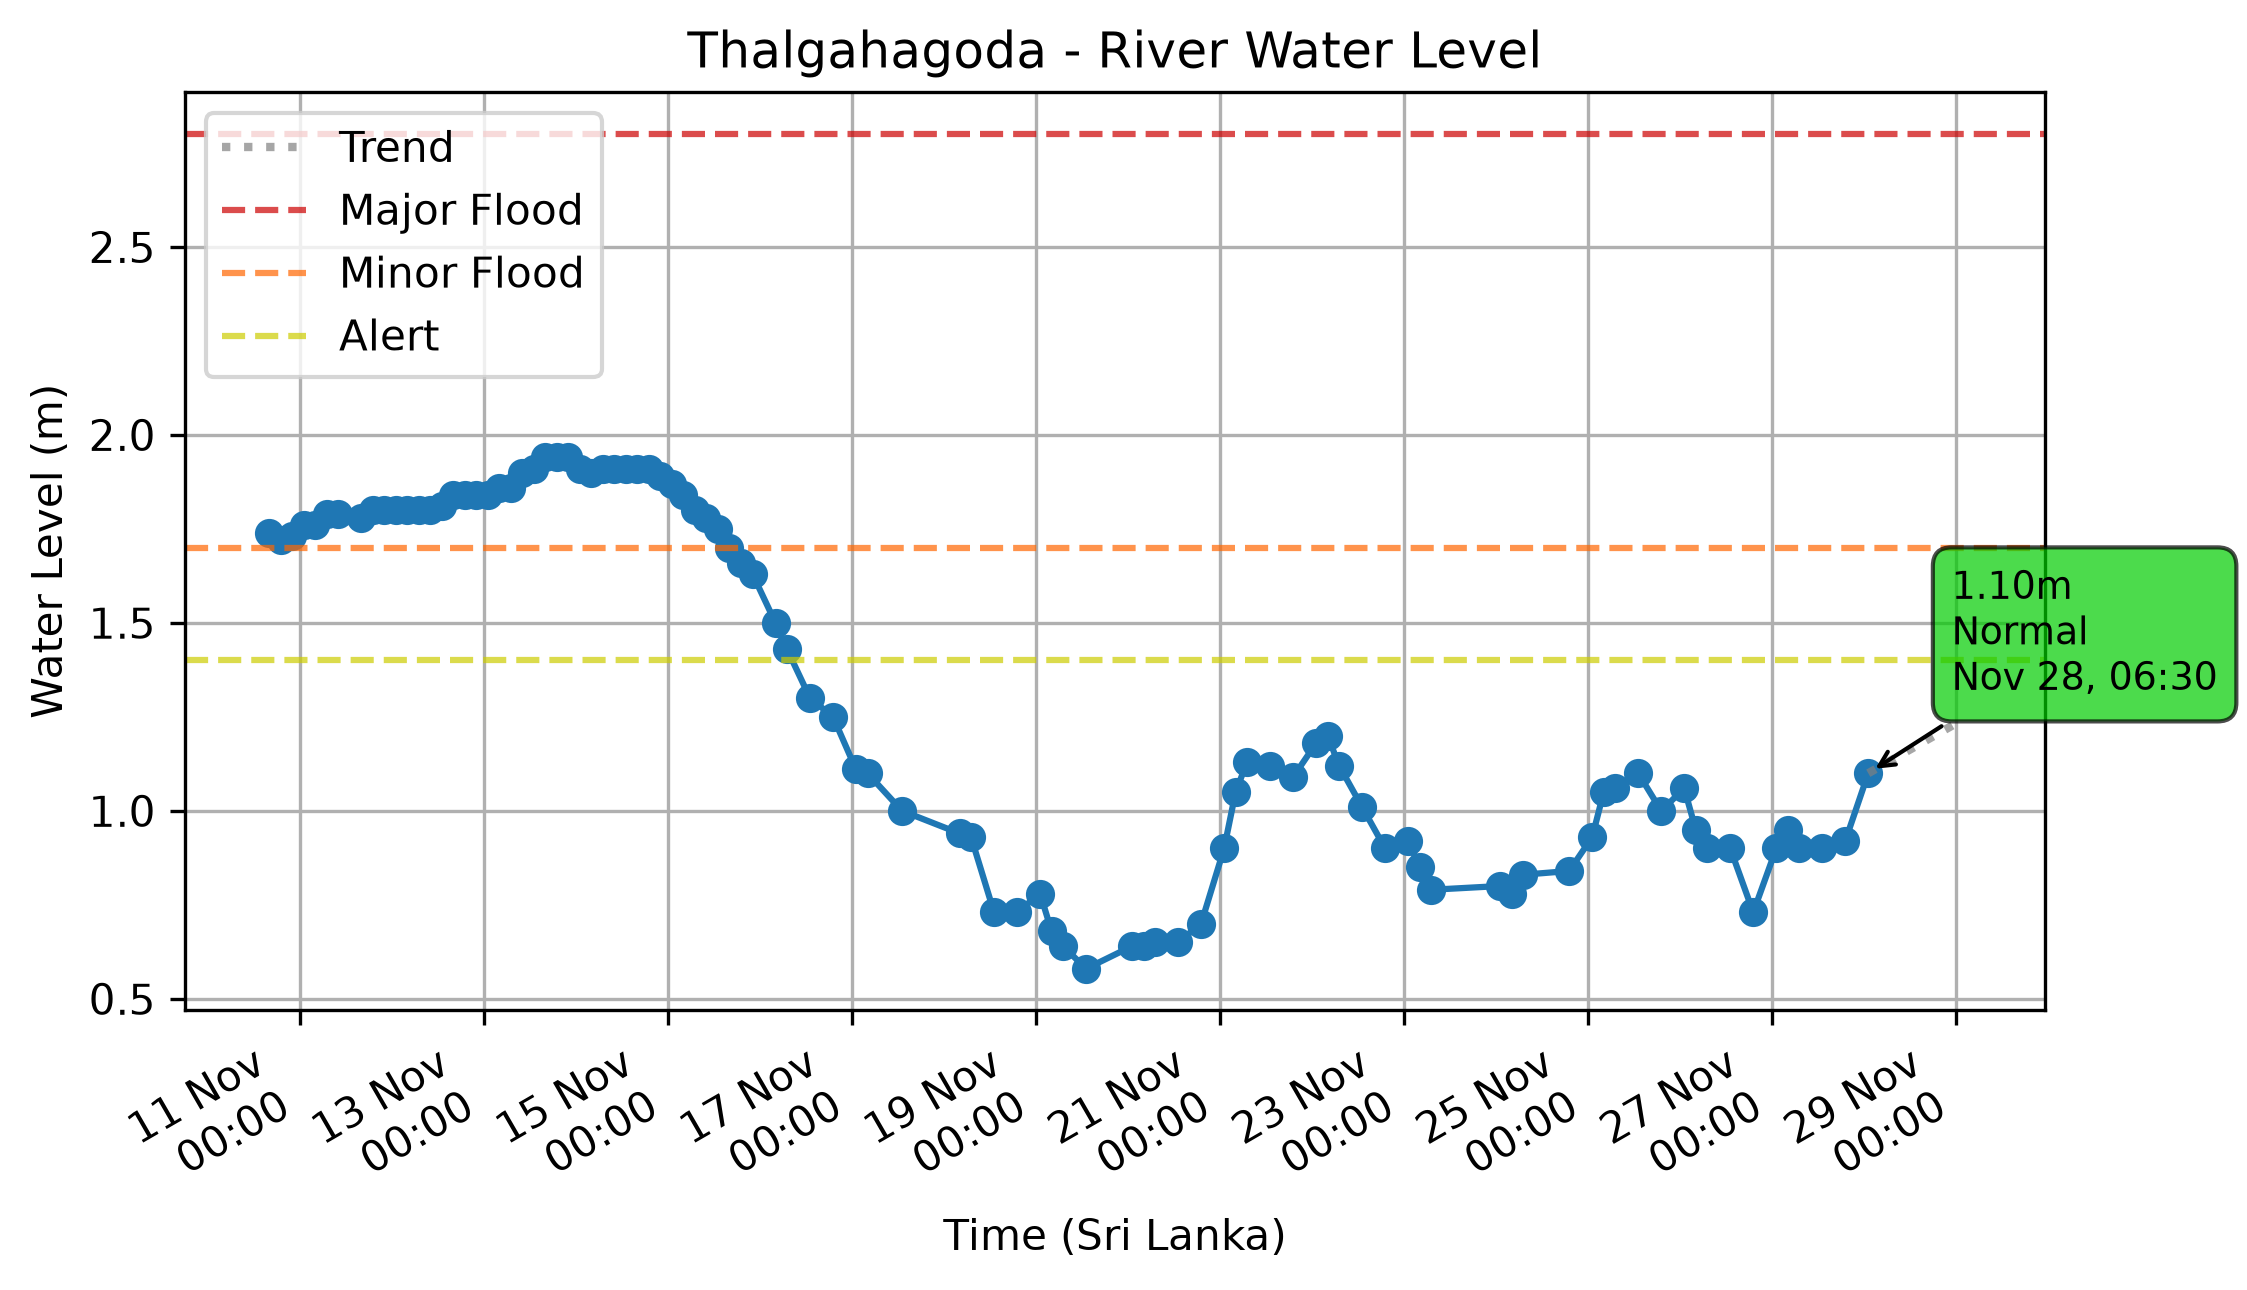 Thalgahagoda - River Water Level
Trend
Major Flood
Minor Flood
Alert
Water Level (m)
2.5
2.0
1.5
1.0
0.5
1.10m
Normal
Nov 28, 06:30
11 Nov
00:00
13 Nov
00:00
15 Nov
00:00
17 Nov
00:00
19 Nov
00:00
21 Nov
00:00
23 Nov
00:00
25 Nov
00:00
27 Nov
00:00
29 Nov
00:00
Time (Sri Lanka)